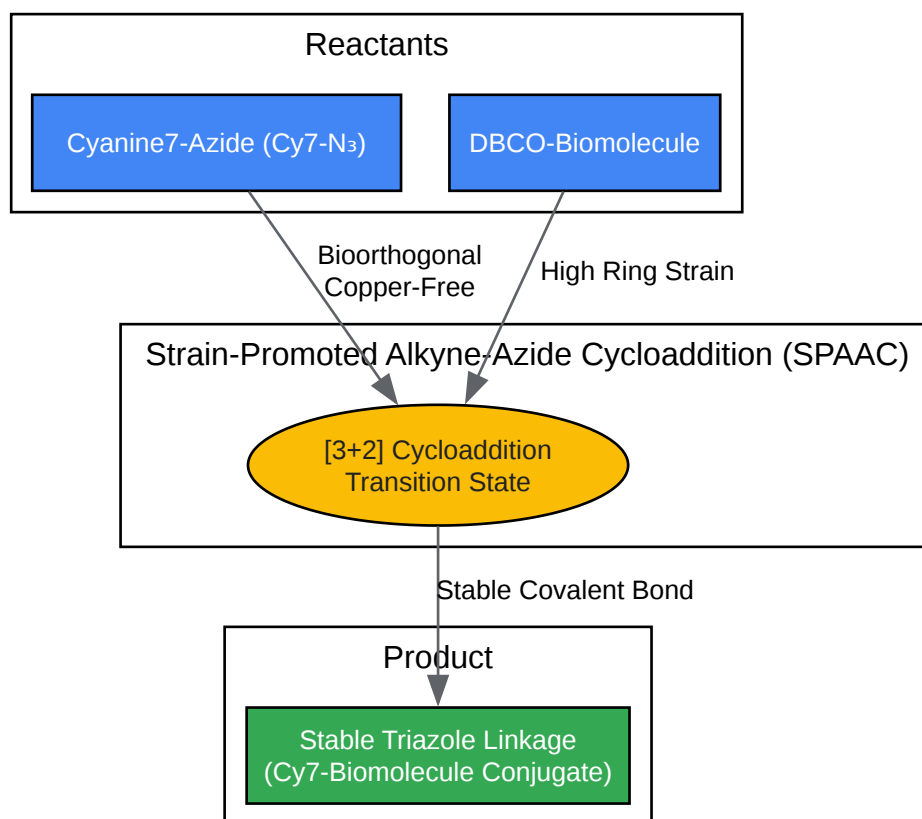 Reactants
Cyanine7-Azide (Cy7-N₃)
DBCO-Biomolecule
Bioorthogonal
Copper-Free
High Ring Strain
Strain-Promoted Alkyne-Azide Cycloaddition (SPAAC)
[3+2] Cycloaddition
Transition State
Stable Covalent Bond
Product
Stable Triazole Linkage
(Cy7-Biomolecule Conjugate)